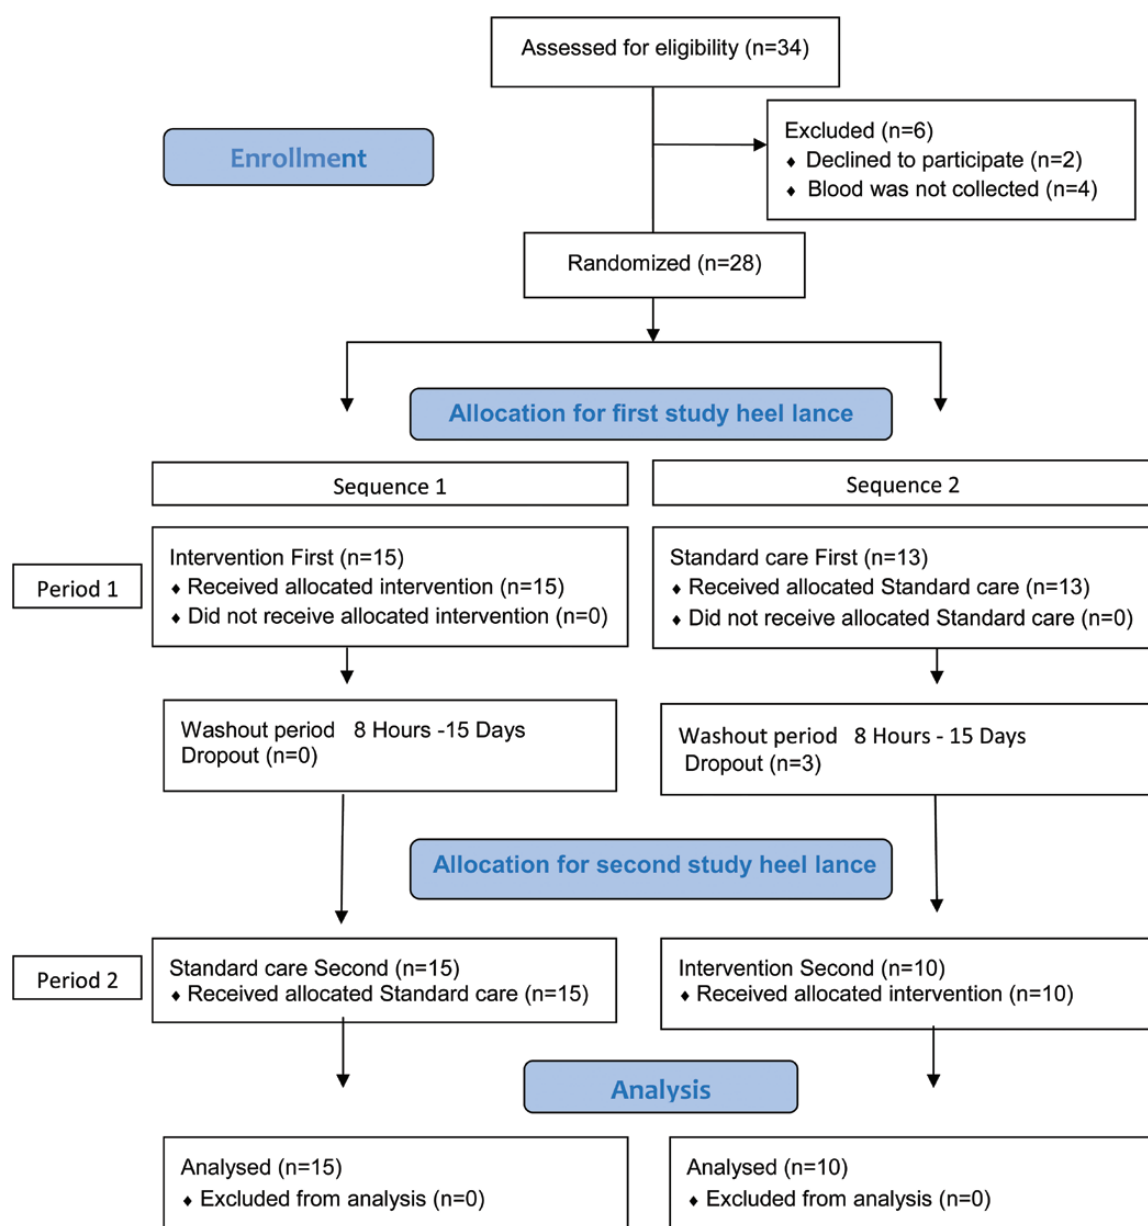 Assessed for eligibility (n=34)
Enrollment
Excluded (n=6)
♦ Declined to participate (n=2)
♦ Blood was not collected (n=4)
Randomized (n=28)
Allocation for first study heel lance
Sequence 1
Sequence 2
Period 1
Intervention First (n=15)
♦ Received allocated intervention (n=15)
♦ Did not receive allocated intervention (n=0)
Standard care First (n=13)
♦ Received allocated Standard care (n=13)
♦ Did not receive allocated Standard care (n=0)
Washout period 8 Hours -15 Days
Dropout (n=0)
Washout period 8 Hours - 15 Days
Dropout (n=3)
Allocation for second study heel lance
Period 2
Standard care Second (n=15)
♦ Received allocated Standard care (n=15)
Intervention Second (n=10)
♦ Received allocated intervention (n=10)
Analysis
Analysed (n=15)
♦ Excluded from analysis (n=0)
Analysed (n=10)
♦ Excluded from analysis (n=0)